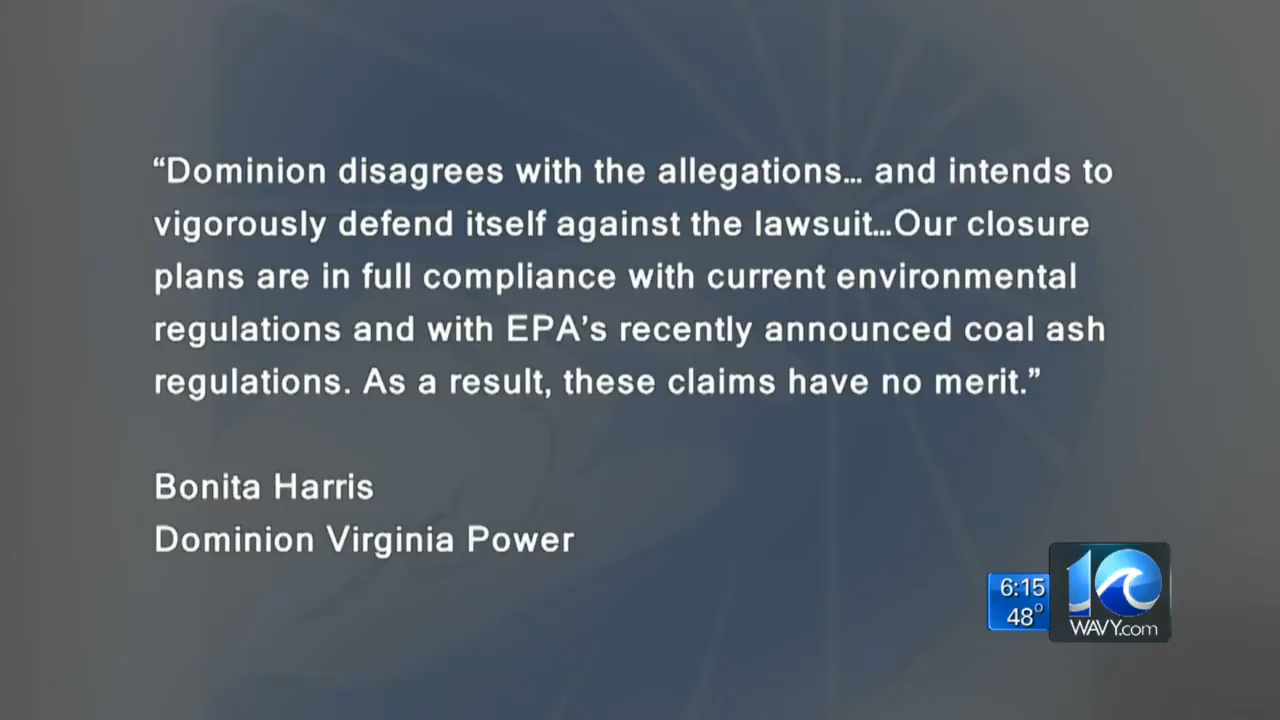 “Dominion disagrees with the allegations… and intends to
vigorously defend itself against the lawsuit…Our closure
plans are in full compliance with current environmental
regulations and with EPA’s recently announced coal ash
regulations. As a result, these claims have no merit.”
Bonita Harris
Dominion Virginia Power
6:15
48°
10
WAVY.com